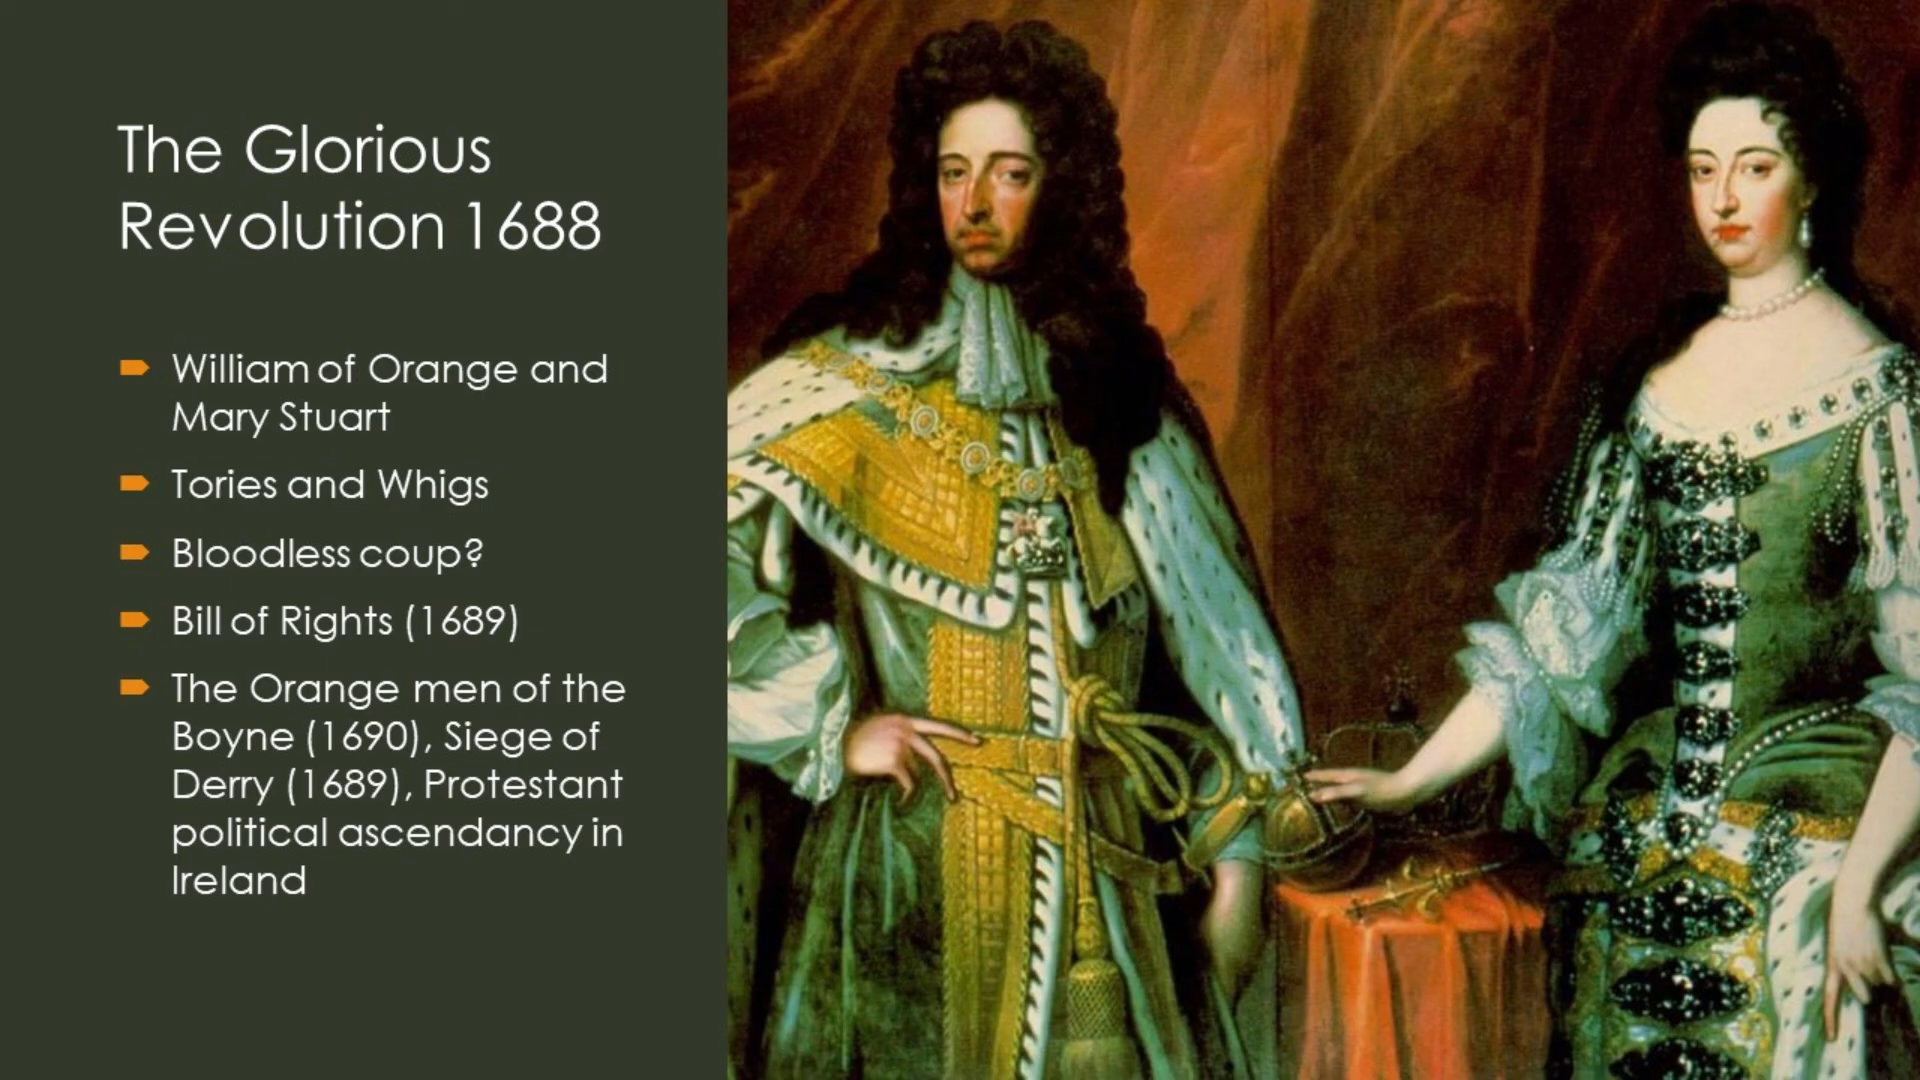 The Glorious
Revolution 1688
William of Orange and
Mary Stuart
Tories and Whigs
Bloodless coup?
Bill of Rights (1689)
The Orange men of the
Boyne (1690), Siege of
Derry (1689), Protestant
political ascendancy in
Ireland